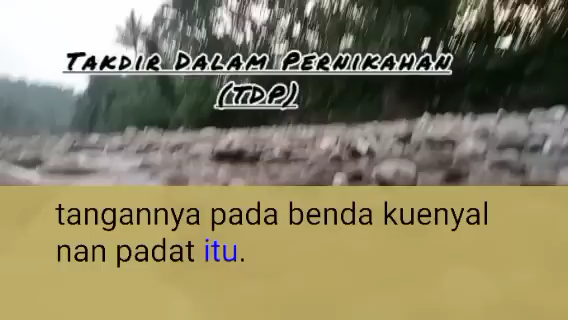 TAKDIR DALAM PERNIKAHAN
(TDP)
tangannya pada benda kuenyal
nan padat itu.